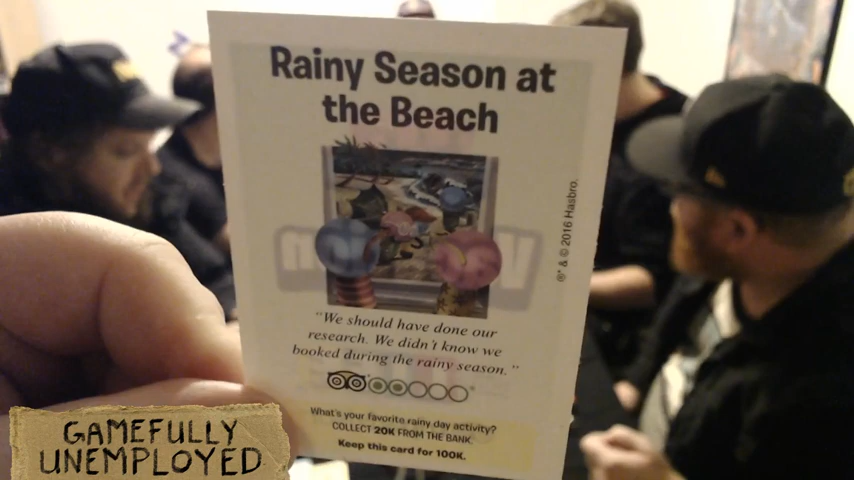 Rainy Season at
the Beach
®* & © 2016 Hasbro.
"We should have done our
research. We didn't know we
booked during the rainy season."
What's your favorite rainy day activity?
COLLECT 20K FROM THE BANK.
Keep this card for 100K.
GAMEFULLY
UNEMPLOYED